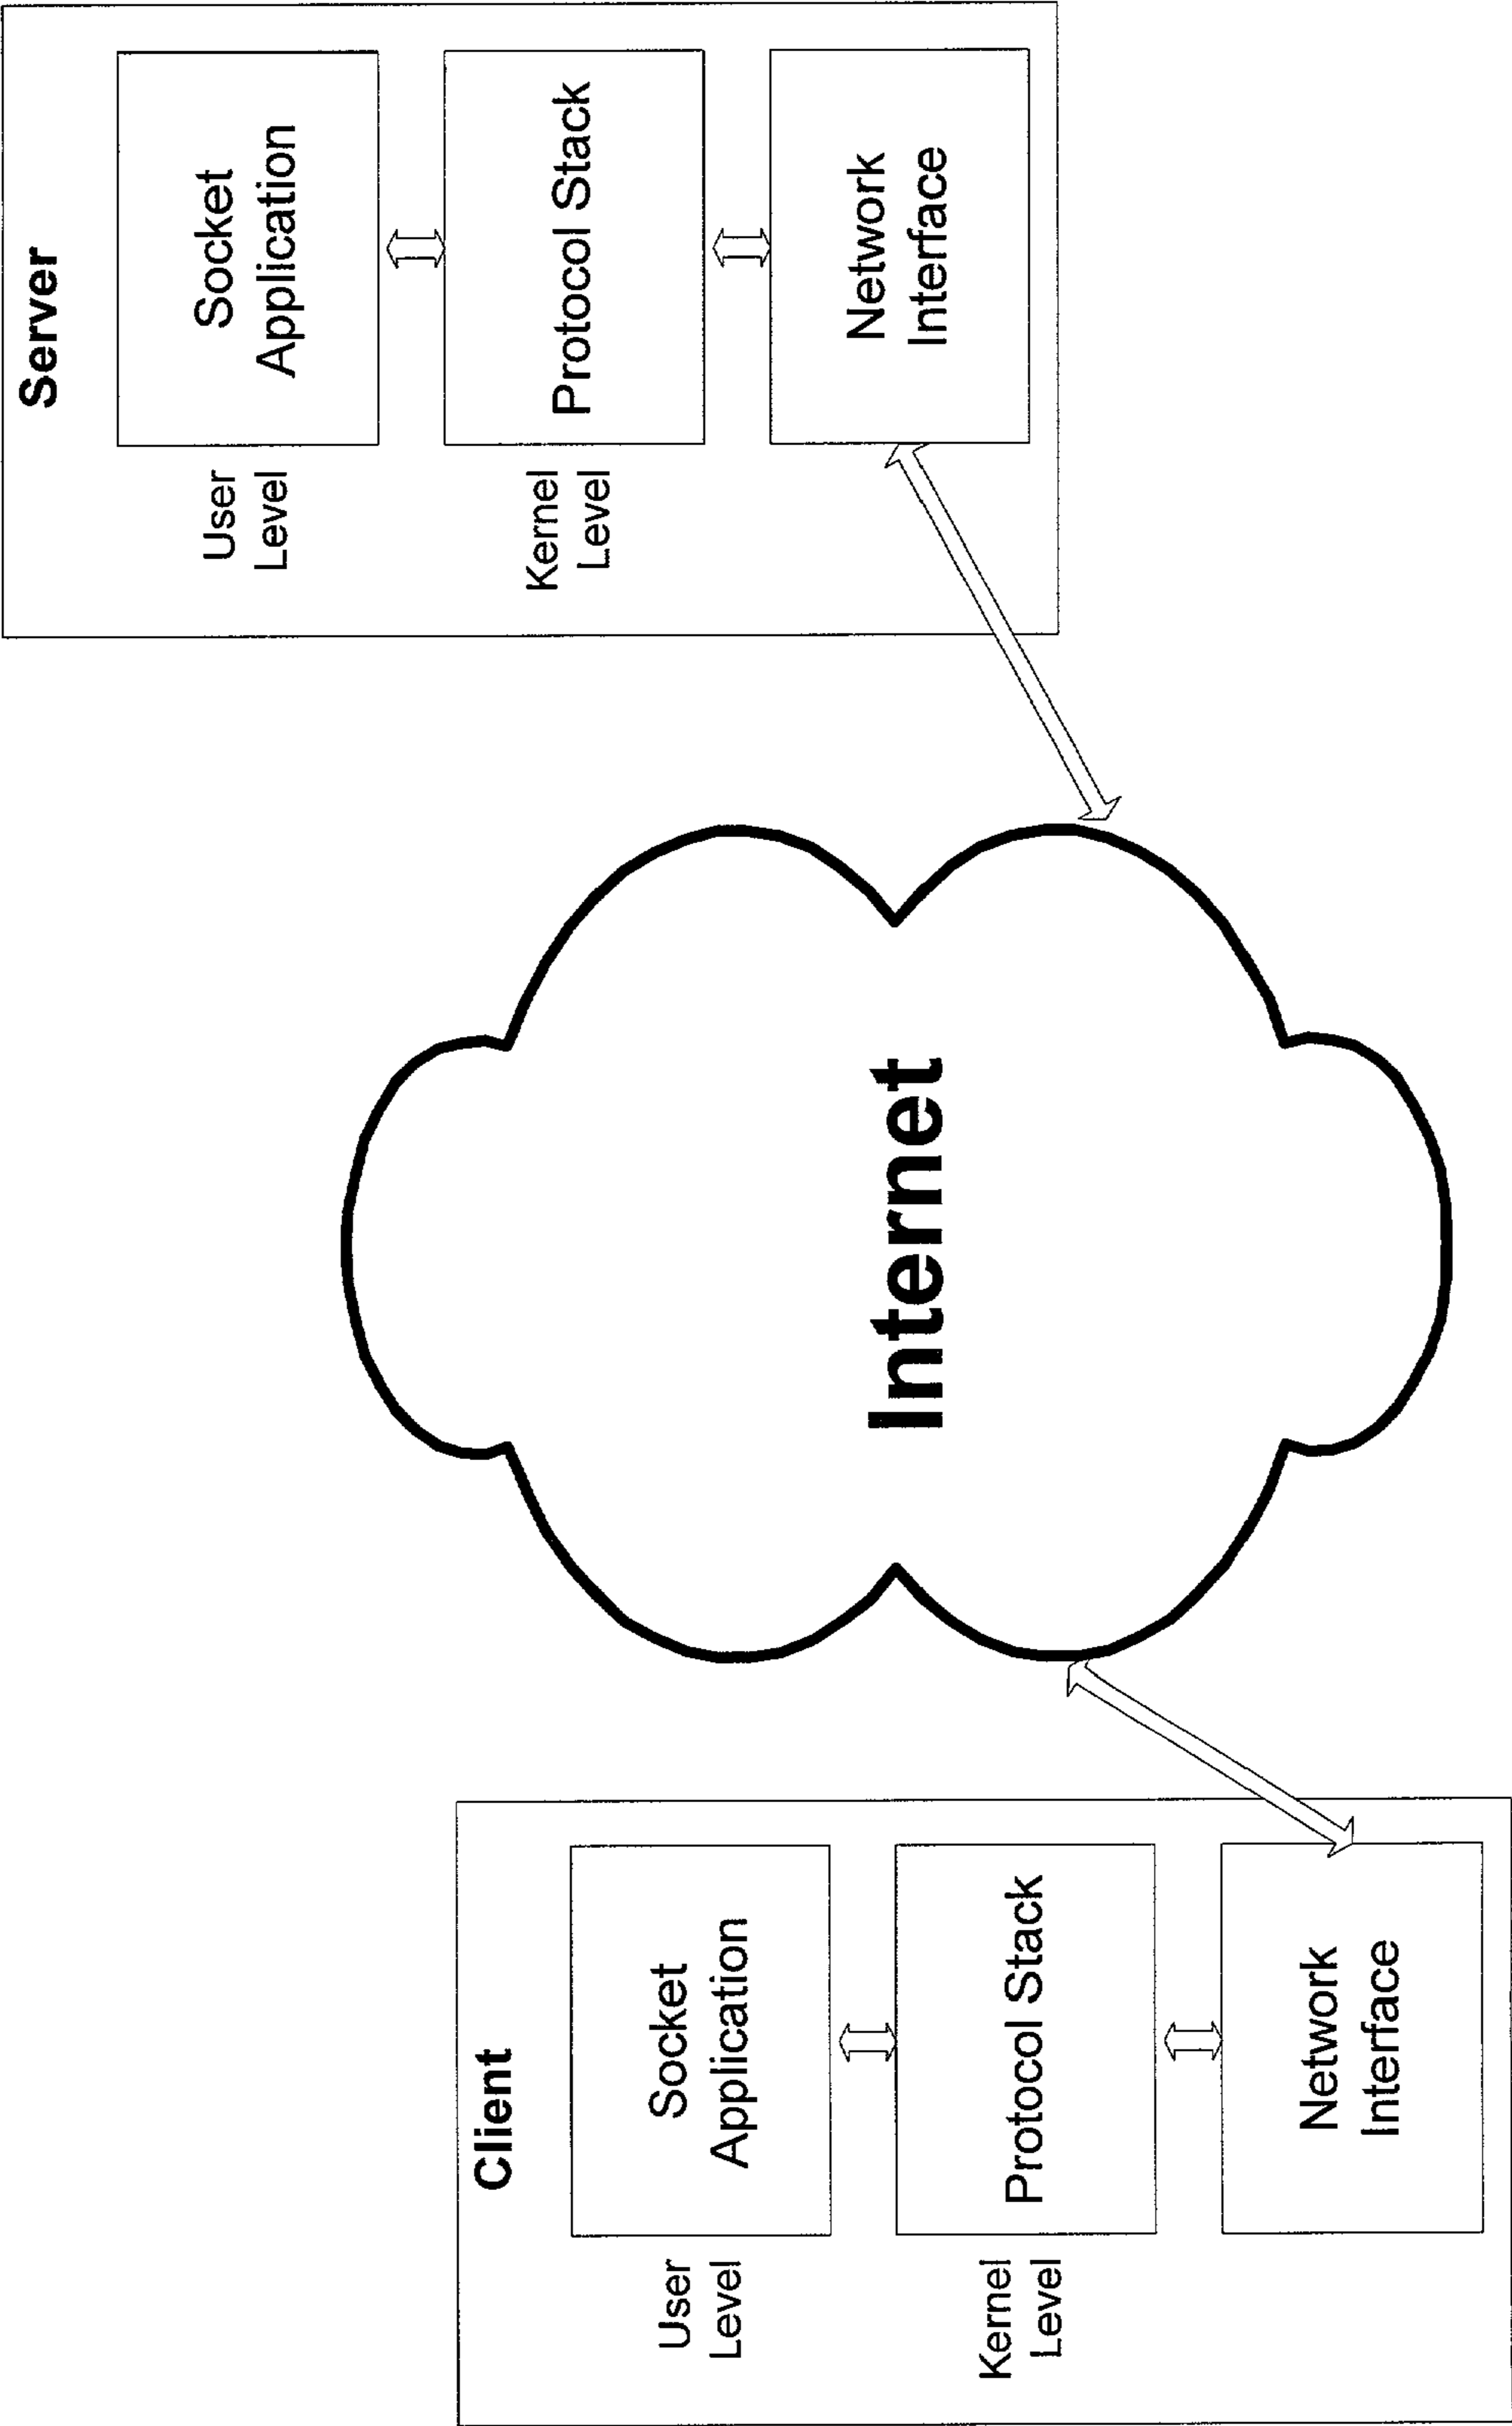 Client
User
Level
Socket
Application
Kernel
Level
Protocol Stack
Network
Interface
Internet
Server
User
Level
Socket
Application
Kernel
Level
Protocol Stack
Network
Interface